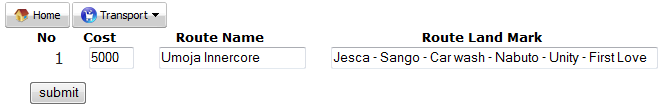 Home Transport
No Cost Route Name Route Land Mark
1 5000 Umoja Innercore Jesca - Sango - Car wash - Nabuto - Unity - First Love
submit